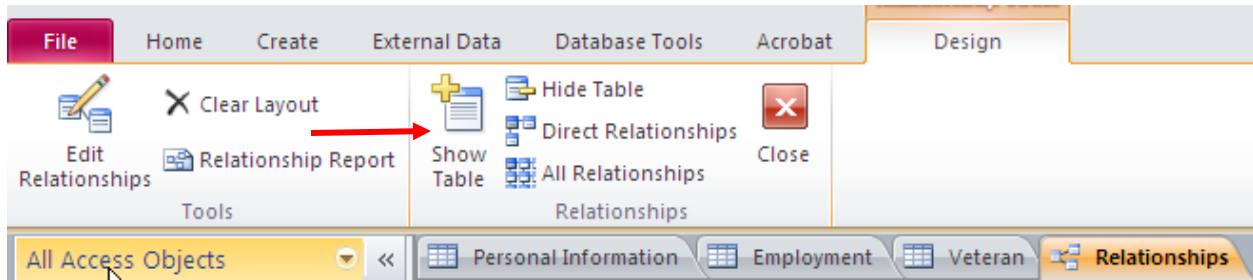 File Home Create External Data Database Tools Acrobat Design
Edit Relationships
Clear Layout
Relationship Report
Tools
Show Table
Hide Table
Direct Relationships
All Relationships
Close
Relationships
All Access Objects « Personal Information Employment Veteran Relationships